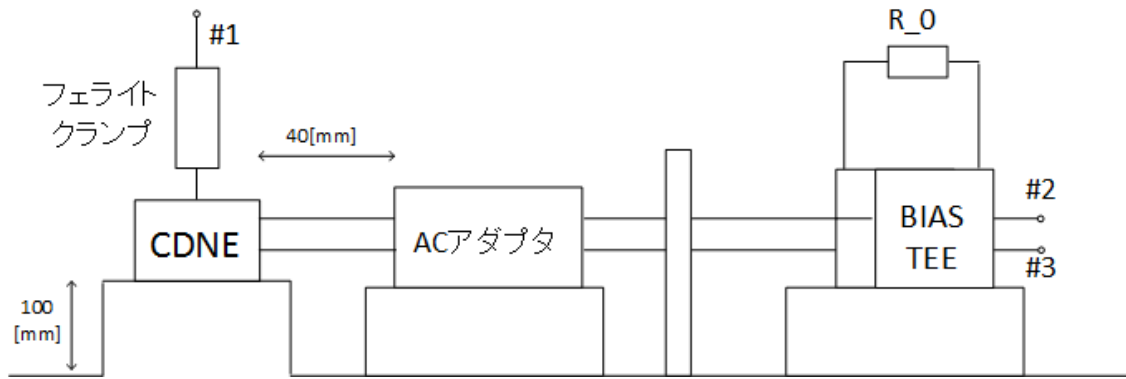 #1
フェライト
クランプ
40[mm]
R_0
CDNE
ACアダプタ
BIAS
TEE
#2
#3
100
[mm]